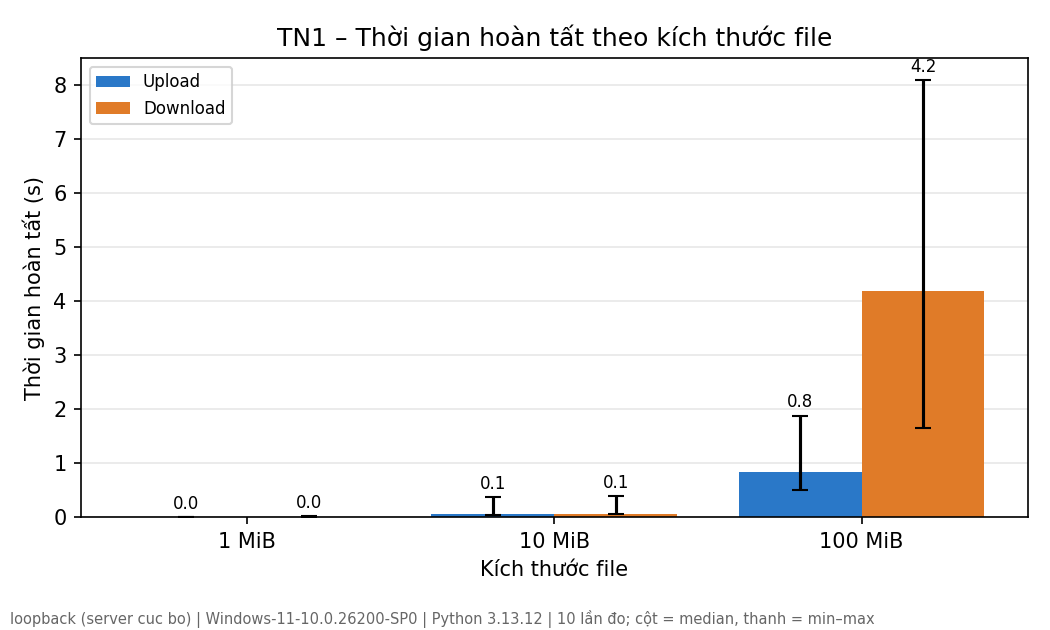 TN1 – Thời gian hoàn tất theo kích thước file
Upload
Download
Thời gian hoàn tất (s)
8
7
6
5
4
3
2
1
0
0.0
0.0
0.1
0.1
0.8
4.2
1 MiB
10 MiB
100 MiB
Kích thước file
loopback (server cuc bo) | Windows-11-10.0.26200-SP0 | Python 3.13.12 | 10 lần đo; cột = median, thanh = min–max